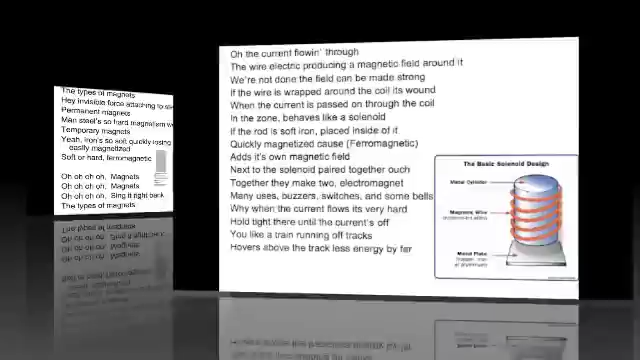 The types of magnets
Hey invisible force attaching to
Permanent magnets
Man steel's so hard magnetism
Temporary magnets
Yeah, iron's so soft quickly losing
easily magnetized
Soft or hard, ferromagnetic
Oh oh oh oh, Magnets
Oh oh oh oh, Magnets
Oh oh oh oh, Sing it right back
The types of magnets
Oh the current flowin' through
The wire electric producing a magnetic field around it
We're not done the field can be made strong
If the wire is wrapped around the coil its wound
When the current is passed on through the coil
In the zone, behaves like a solenoid
If the rod is soft iron, placed inside of it
Quickly magnetized cause (Ferromagnetic)
Adds it's own magnetic field
Next to the solenoid paired together ouch
Together they make two, electromagnet
Many uses, buzzers, switches, and some bells
Why when the current flows its very hard
Hold tight there until the current's off
You like a train running off tracks
Hovers above the track less energy by far
The Basic Solenoid Design
Metal Cylinder
Magnetic Wire
Metal Plate